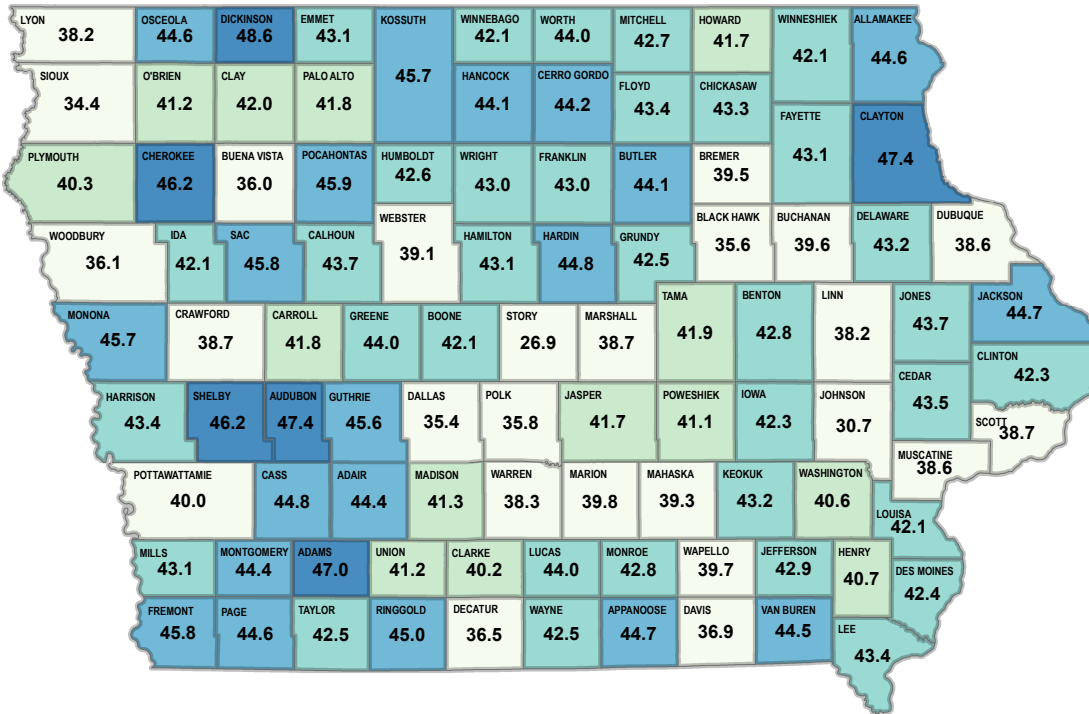 LYON
38.2
OSCEOLA
44.6
DICKINSON
48.6
EMMET
43.1
KOSSUTH
45.7
WINNEBAGO
42.1
WORTH
44.0
MITCHELL
42.7
HOWARD
41.7
WINNESHIEK
42.1
ALLAMAKEE
44.6
SIOUX
34.4
O'BRIEN
41.2
CLAY
42.0
PALO ALTO
41.8
HANCOCK
44.1
CERRO GORDO
44.2
FLOYD
43.4
CHICKASAW
43.3
FAYETTE
43.1
CLAYTON
47.4
PLYMOUTH
40.3
CHEROKEE
46.2
BUENA VISTA
36.0
POCAHONTAS
45.9
HUMBOLDT
42.6
WRIGHT
43.0
FRANKLIN
43.0
BUTLER
44.1
BREMER
39.5
WOODBURY
36.1
IDA
42.1
SAC
45.8
CALHOUN
43.7
WEBSTER
39.1
HAMILTON
43.1
HARDIN
44.8
GRUNDY
42.5
BLACK HAWK
35.6
BUCHANAN
39.6
DELAWARE
43.2
DUBUQUE
38.6
MONONA
45.7
CRAWFORD
38.7
CARROLL
41.8
GREENE
44.0
BOONE
42.1
STORY
26.9
MARSHALL
38.7
TAMA
41.9
BENTON
42.8
LINN
38.2
JONES
43.7
JACKSON
44.7
CLINTON
42.3
HARRISON
43.4
SHELBY
46.2
AUDUBON
47.4
GUTHRIE
45.6
DALLAS
35.4
POLK
35.8
JASPER
41.7
POWESHIEK
41.1
IOWA
42.3
JOHNSON
30.7
CEDAR
43.5
SCOTT
38.7
MUSCATINE
38.6
POTTAWATTAMIE
40.0
CASS
44.8
ADAIR
44.4
MADISON
41.3
WARREN
38.3
MARION
39.8
MAHASKA
39.3
KEOKUK
43.2
WASHINGTON
40.6
LOUISA
42.1
MILLS
43.1
MONTGOMERY
44.4
ADAMS
47.0
UNION
41.2
CLARKE
40.2
LUCAS
44.0
MONROE
42.8
WAPELLO
39.7
JEFFERSON
42.9
HENRY
40.7
DES MOINES
42.4
FREMONT
45.8
PAGE
44.6
TAYLOR
42.5
RINGGOLD
45.0
DECATUR
36.5
WAYNE
42.5
APPANOOSE
44.7
DAVIS
36.9
VAN BUREN
44.5
LEE
43.4